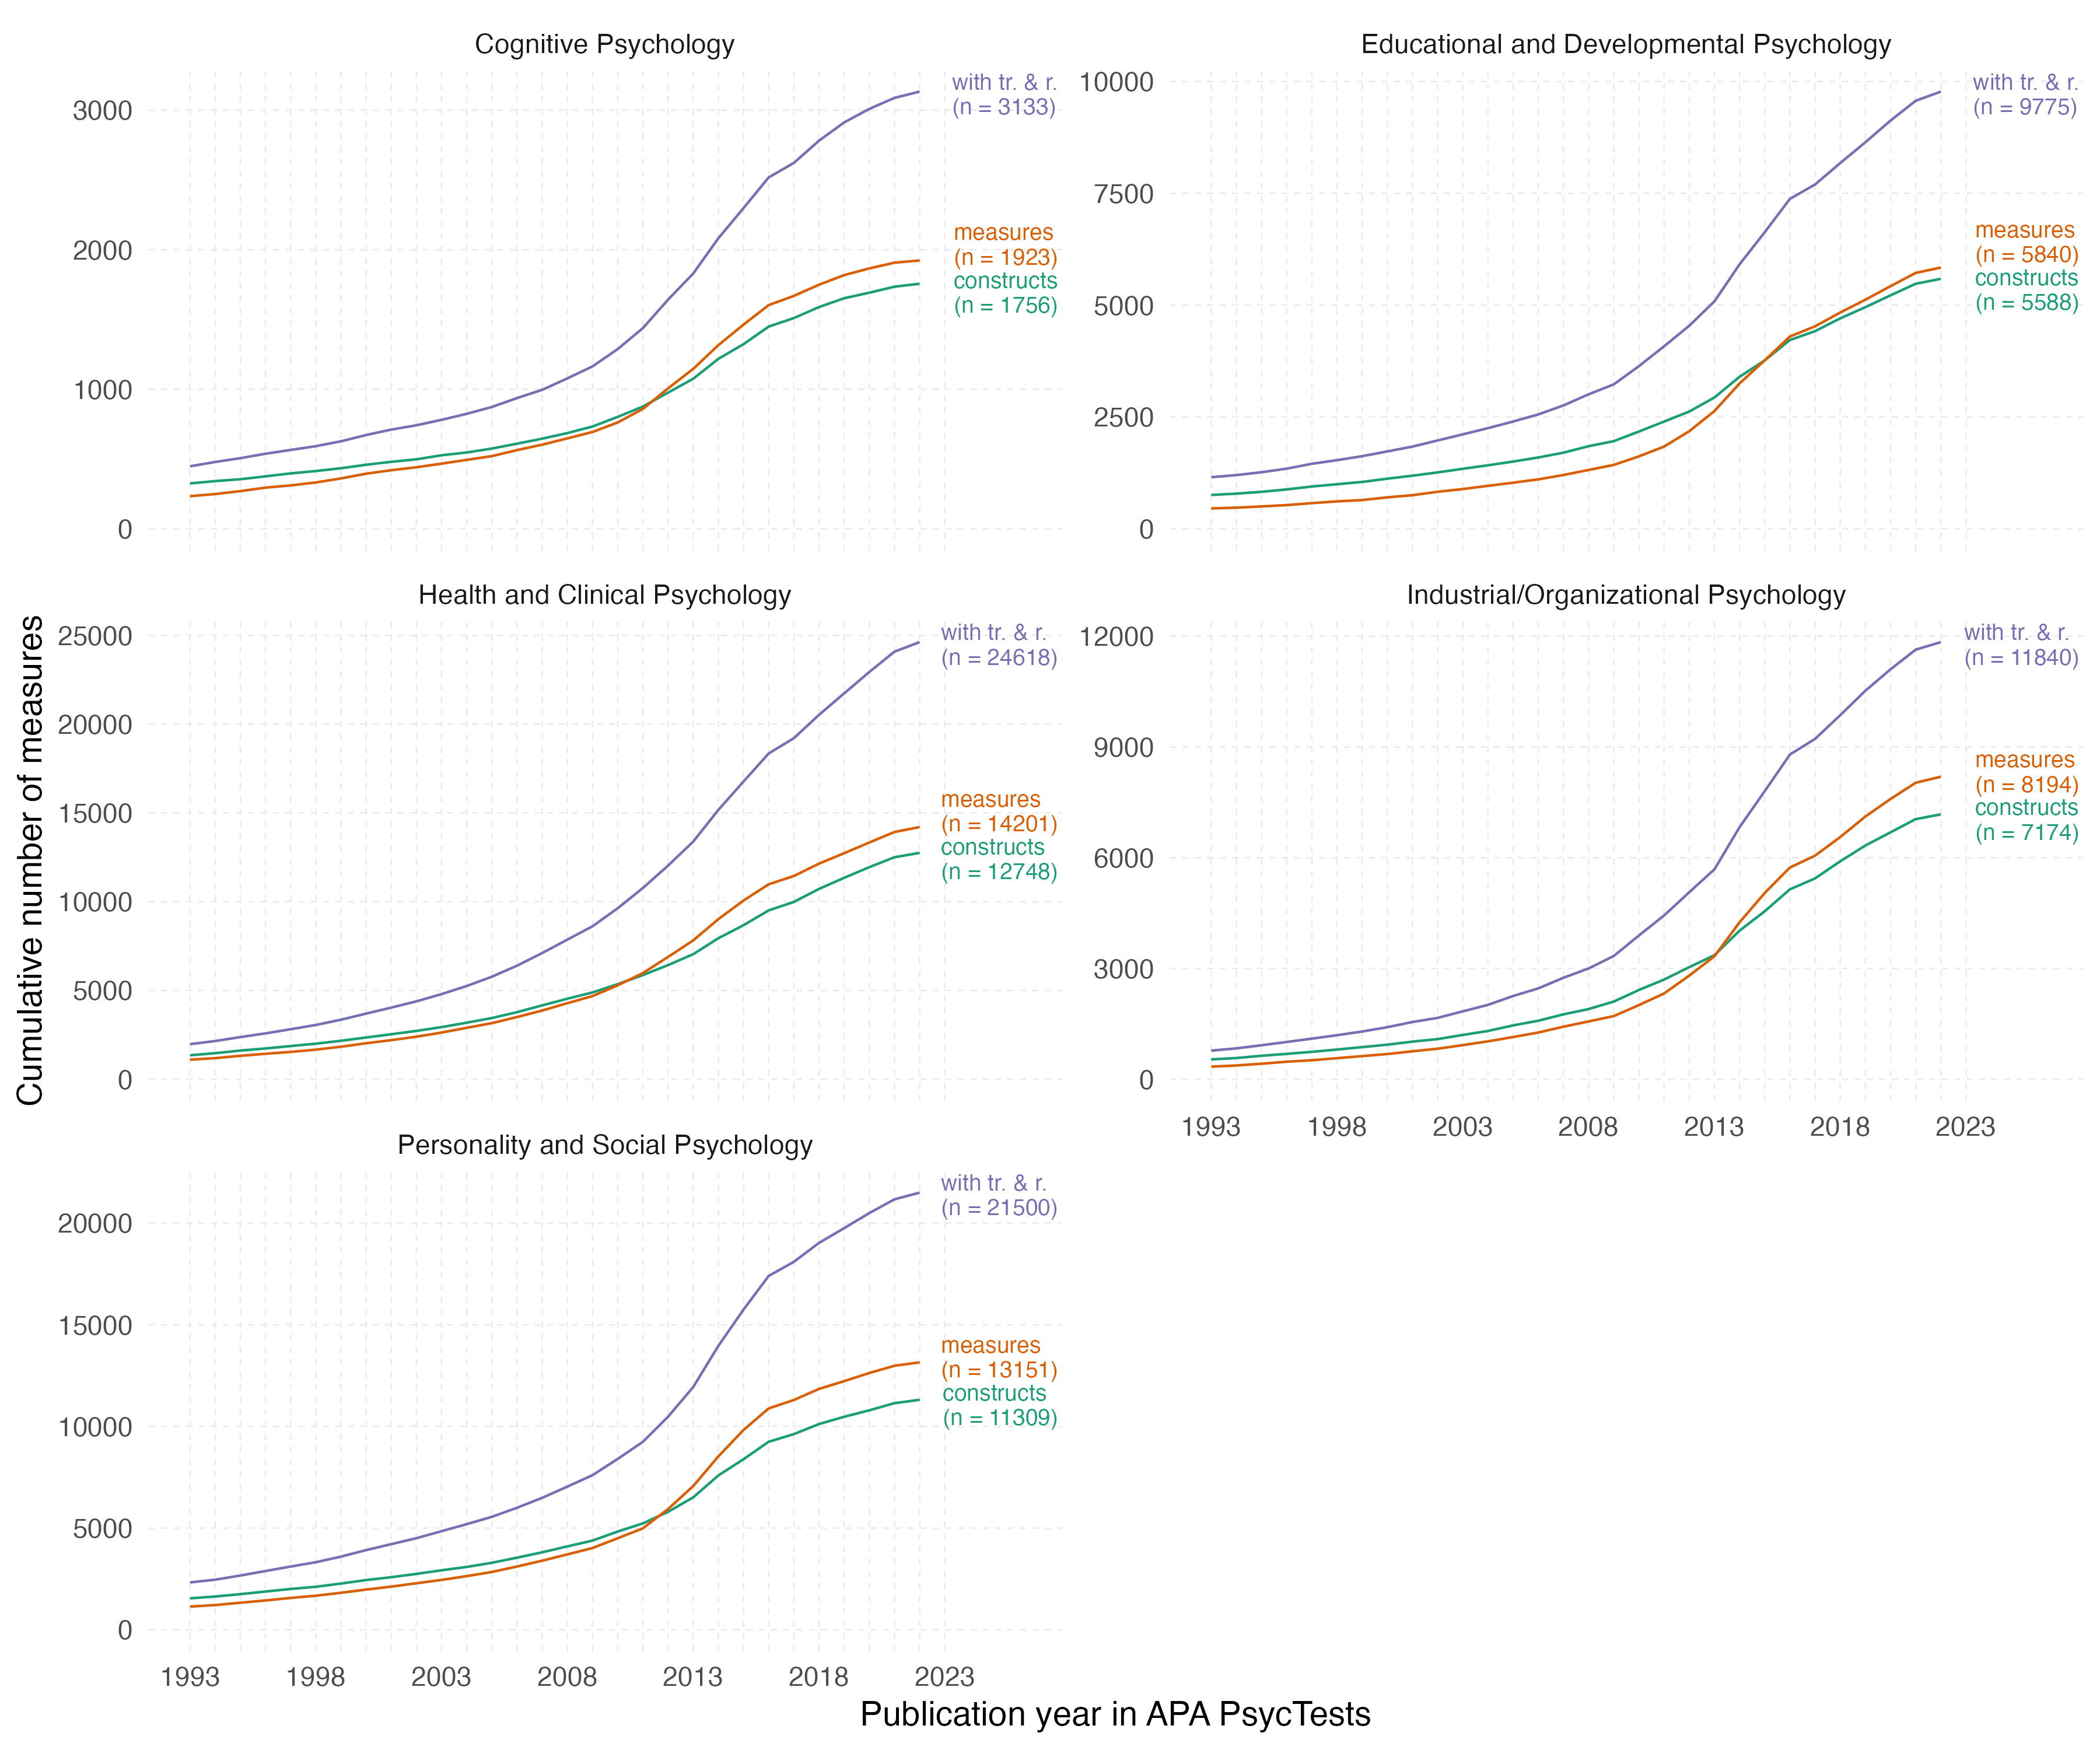 Cognitive Psychology
3000
2000
1000
0
with tr. & r.
(n = 3133)
measures
(n = 1923)
constructs
(n = 1756)
Educational and Developmental Psychology
10000
7500
5000
2500
0
with tr. & r.
(n = 9775)
measures
(n = 5840)
constructs
(n = 5588)
Cumulative number of measures
Health and Clinical Psychology
25000
20000
15000
10000
5000
0
with tr. & r.
(n = 24618)
measures
(n = 14201)
constructs
(n = 12748)
Industrial/Organizational Psychology
12000
9000
6000
3000
0
with tr. & r.
(n = 11840)
measures
(n = 8194)
constructs
(n = 7174)
1993 1998 2003 2008 2013 2018 2023
Personality and Social Psychology
20000
15000
10000
5000
0
with tr. & r.
(n = 21500)
measures
(n = 13151)
constructs
(n = 11309)
1993 1998 2003 2008 2013 2018 2023
Publication year in APA PsycTests